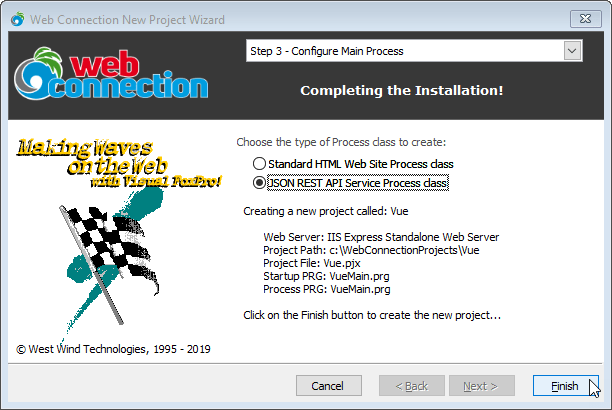 Web Connection New Project Wizard
Step 3 - Configure Main Process
web
connection
Completing the Installation!
Making Waves
on the Web
with Visual FoxPro!
Choose the type of Process class to create:
Standard HTML Web Site Process class
JSON REST API Service Process class
Creating a new project called: Vue
Web Server: IIS Express Standalone Web Server
Project Path: c:\WebConnectionProjects\Vue
Project File: Vue.pjx
Startup PRG: VueMain.prg
Process PRG: VueMain.prg
Click on the Finish button to create the new project...
© West Wind Technologies, 1995 - 2019
Cancel
< Back
Next >
Finish